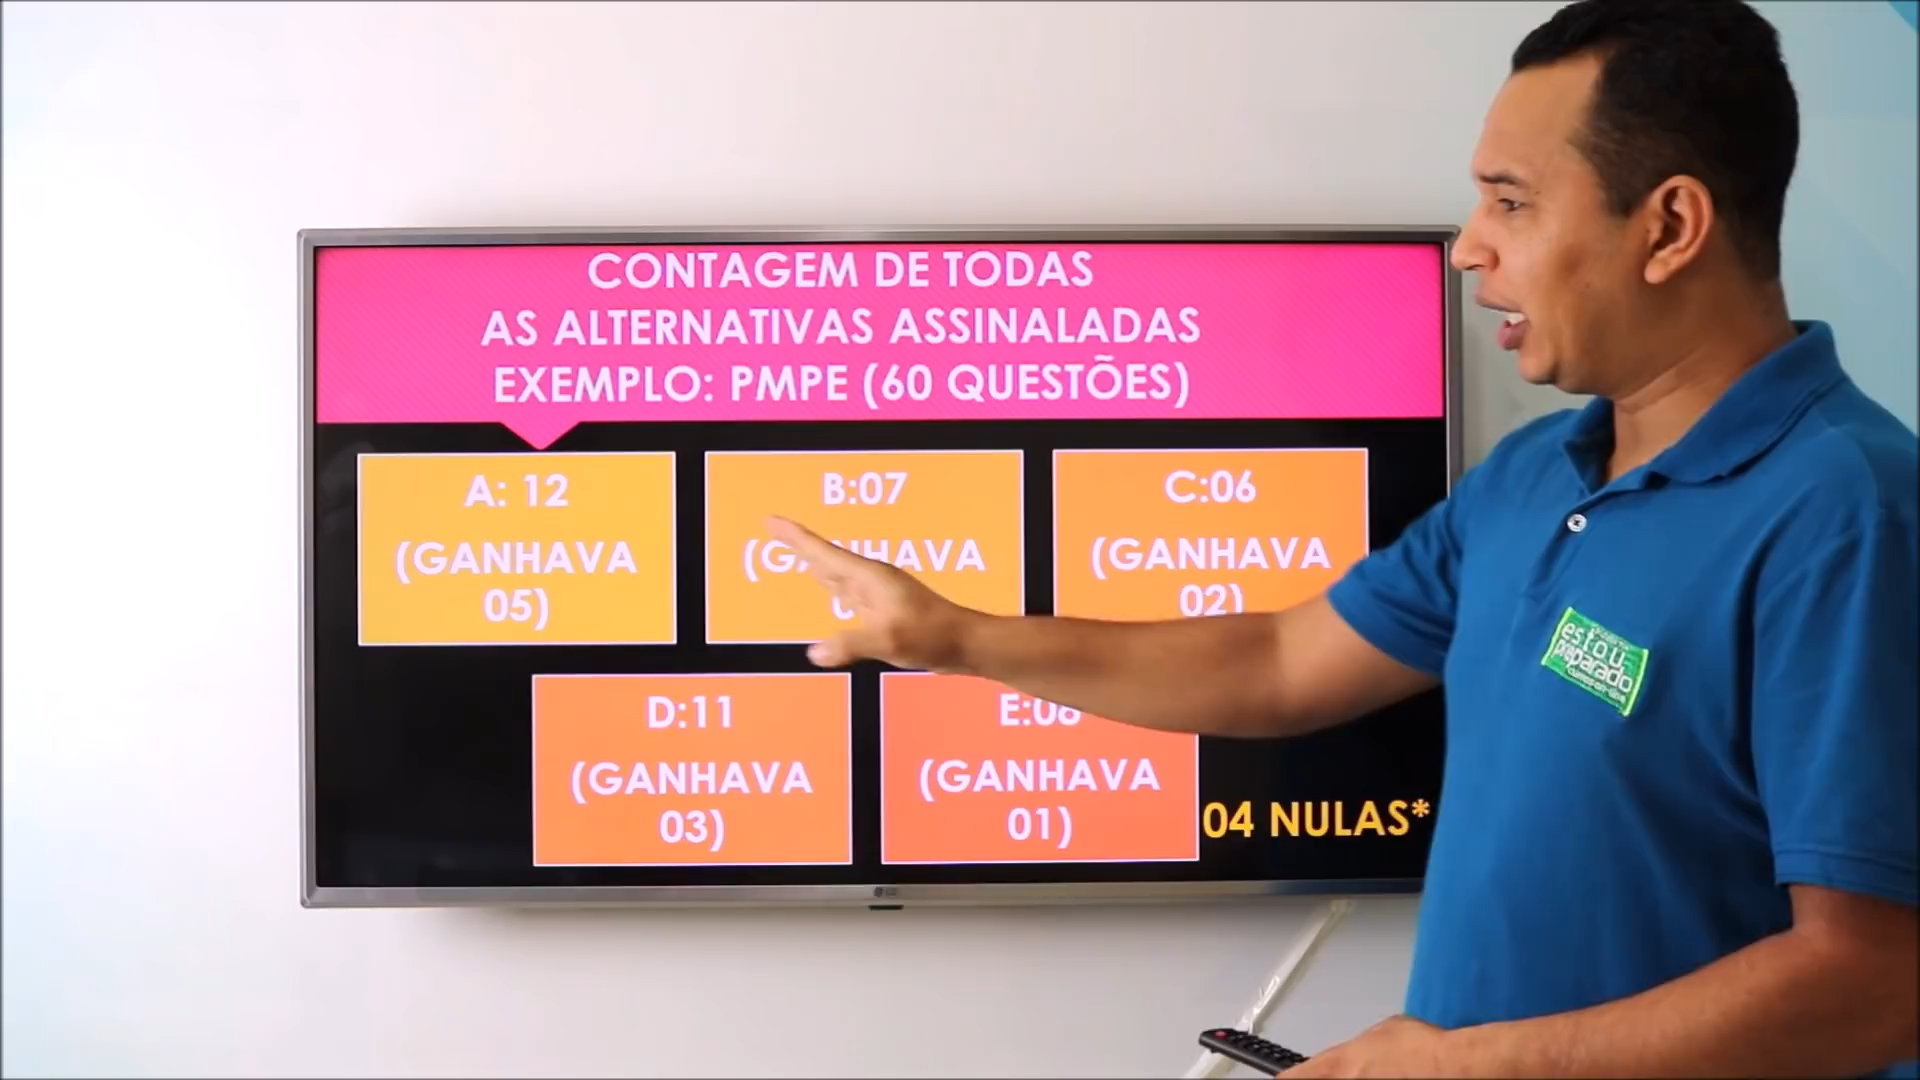 CONTAGEM DE TODAS
AS ALTERNATIVAS ASSINALADAS
EXEMPLO: PMPE (60 QUESTÕES)
A: 12
(GANHAVA
05)
B:07
C:06
(GANHAVA
02)
D:11
(GANHAVA
03)
(GANHAVA
01)
04 NULAS*
estou
preparado
LG